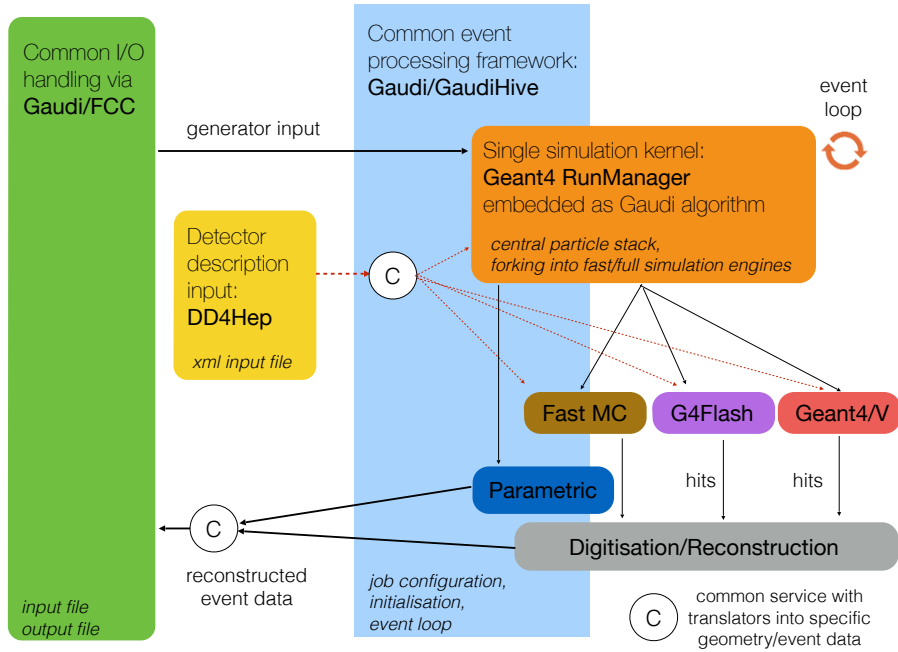 Common I/O
handling via
Gaudi/FCC
Common event
processing framework:
Gaudi/GaudiHive
event
loop
generator input
Single simulation kernel:
Geant4 RunManager
embedded as Gaudi algorithm
central particle stack,
forking into fast/full simulation engines
Detector
description
input:
DD4Hep
xml input file
C
Fast MC
G4Flash
Geant4/V
hits
hits
Parametric
C
Digitisation/Reconstruction
reconstructed
event data
job configuration,
initialisation,
event loop
input file
output file
C
common service with
translators into specific
geometry/event data